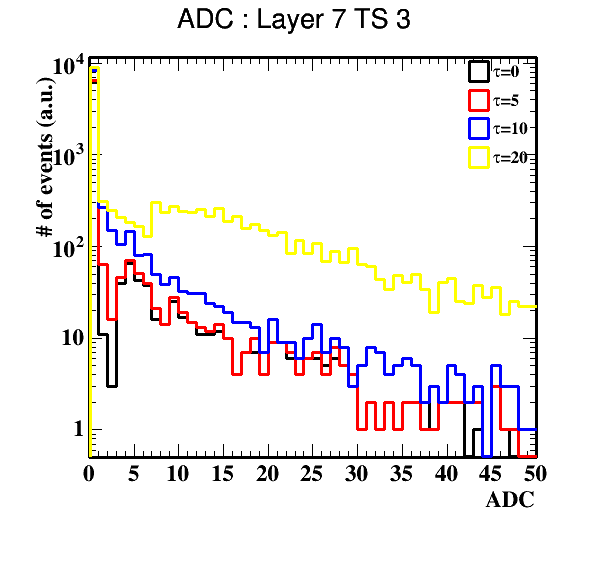 ADC : Layer 7 TS 3
# of events (a.u.)
10⁴
10³
10²
10
1
τ=0
τ=5
τ=10
τ=20
0 5 10 15 20 25 30 35 40 45 50
ADC